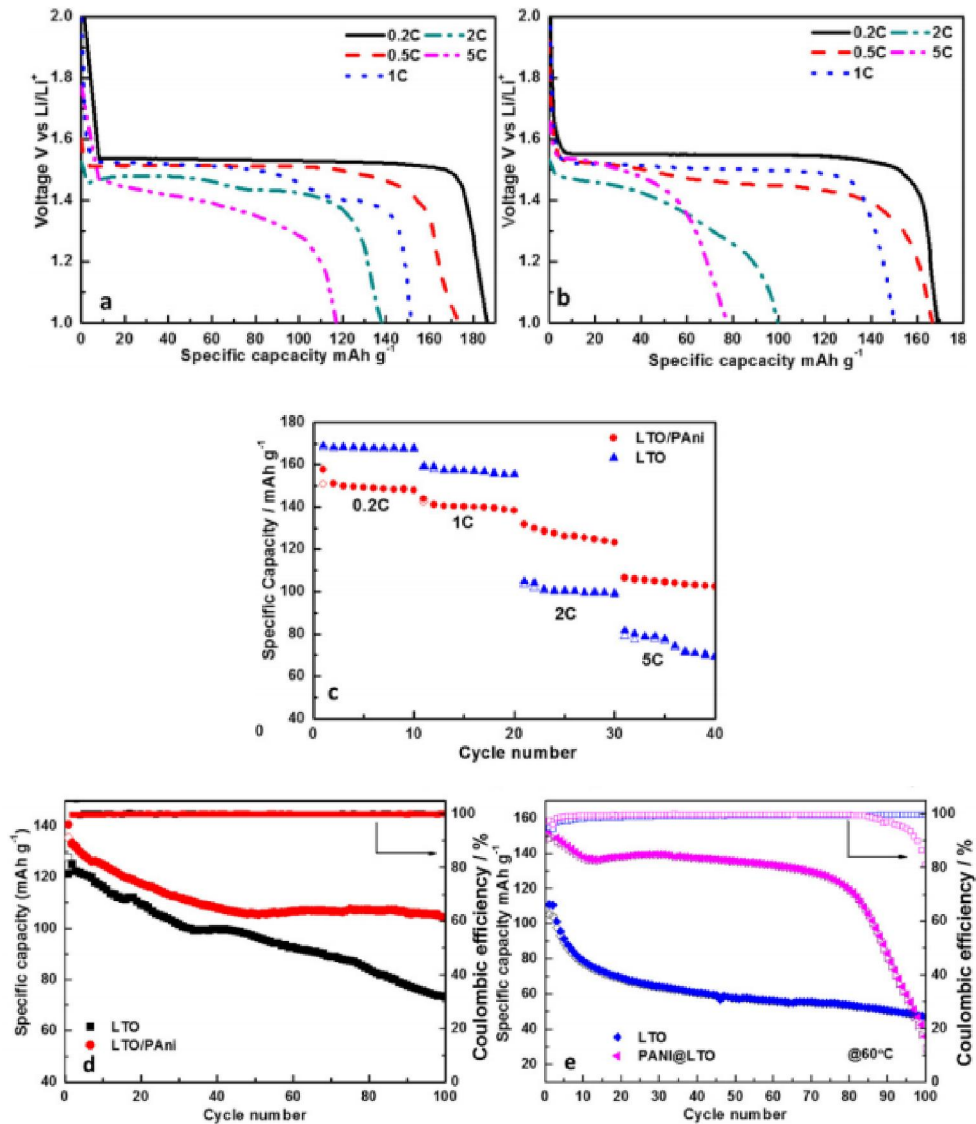 2.0
1.8
1.6
1.4
1.2
1.0
Voltage V vs Li/Li⁺
0.2C 2C
0.5C 5C
1C
a
0 20 40 60 80 100 120 140 160 180
Specific capcacity mAh g⁻¹
2.0
1.8
1.6
1.4
1.2
1.0
Voltage V vs Li/Li⁺
0.2C 2C
0.5C 5C
1C
b
0 20 40 60 80 100 120 140 160 18
Specific capcacity mAh g⁻¹
180
160
140
120
100
80
60
40
0
Specific Capacity / mAh g⁻¹
LTO/PAni
LTO
0.2C
1C
2C
5C
c
0 10 20 30 40
Cycle number
140
120
100
80
60
40
Specific capacity (mAh g⁻¹)
100
80
60
40
20
0
Coulombic efficiency / %
LTO
LTO/PAni
d
0 20 40 60 80 100
Cycle number
160
140
120
100
80
60
40
20
Specific capacity mAh g⁻¹
100
80
60
40
20
0
Coulombic efficiency / %
LTO
PANI@LTO
@60°C
e
0 10 20 30 40 50 60 70 80 90 100
Cycle number